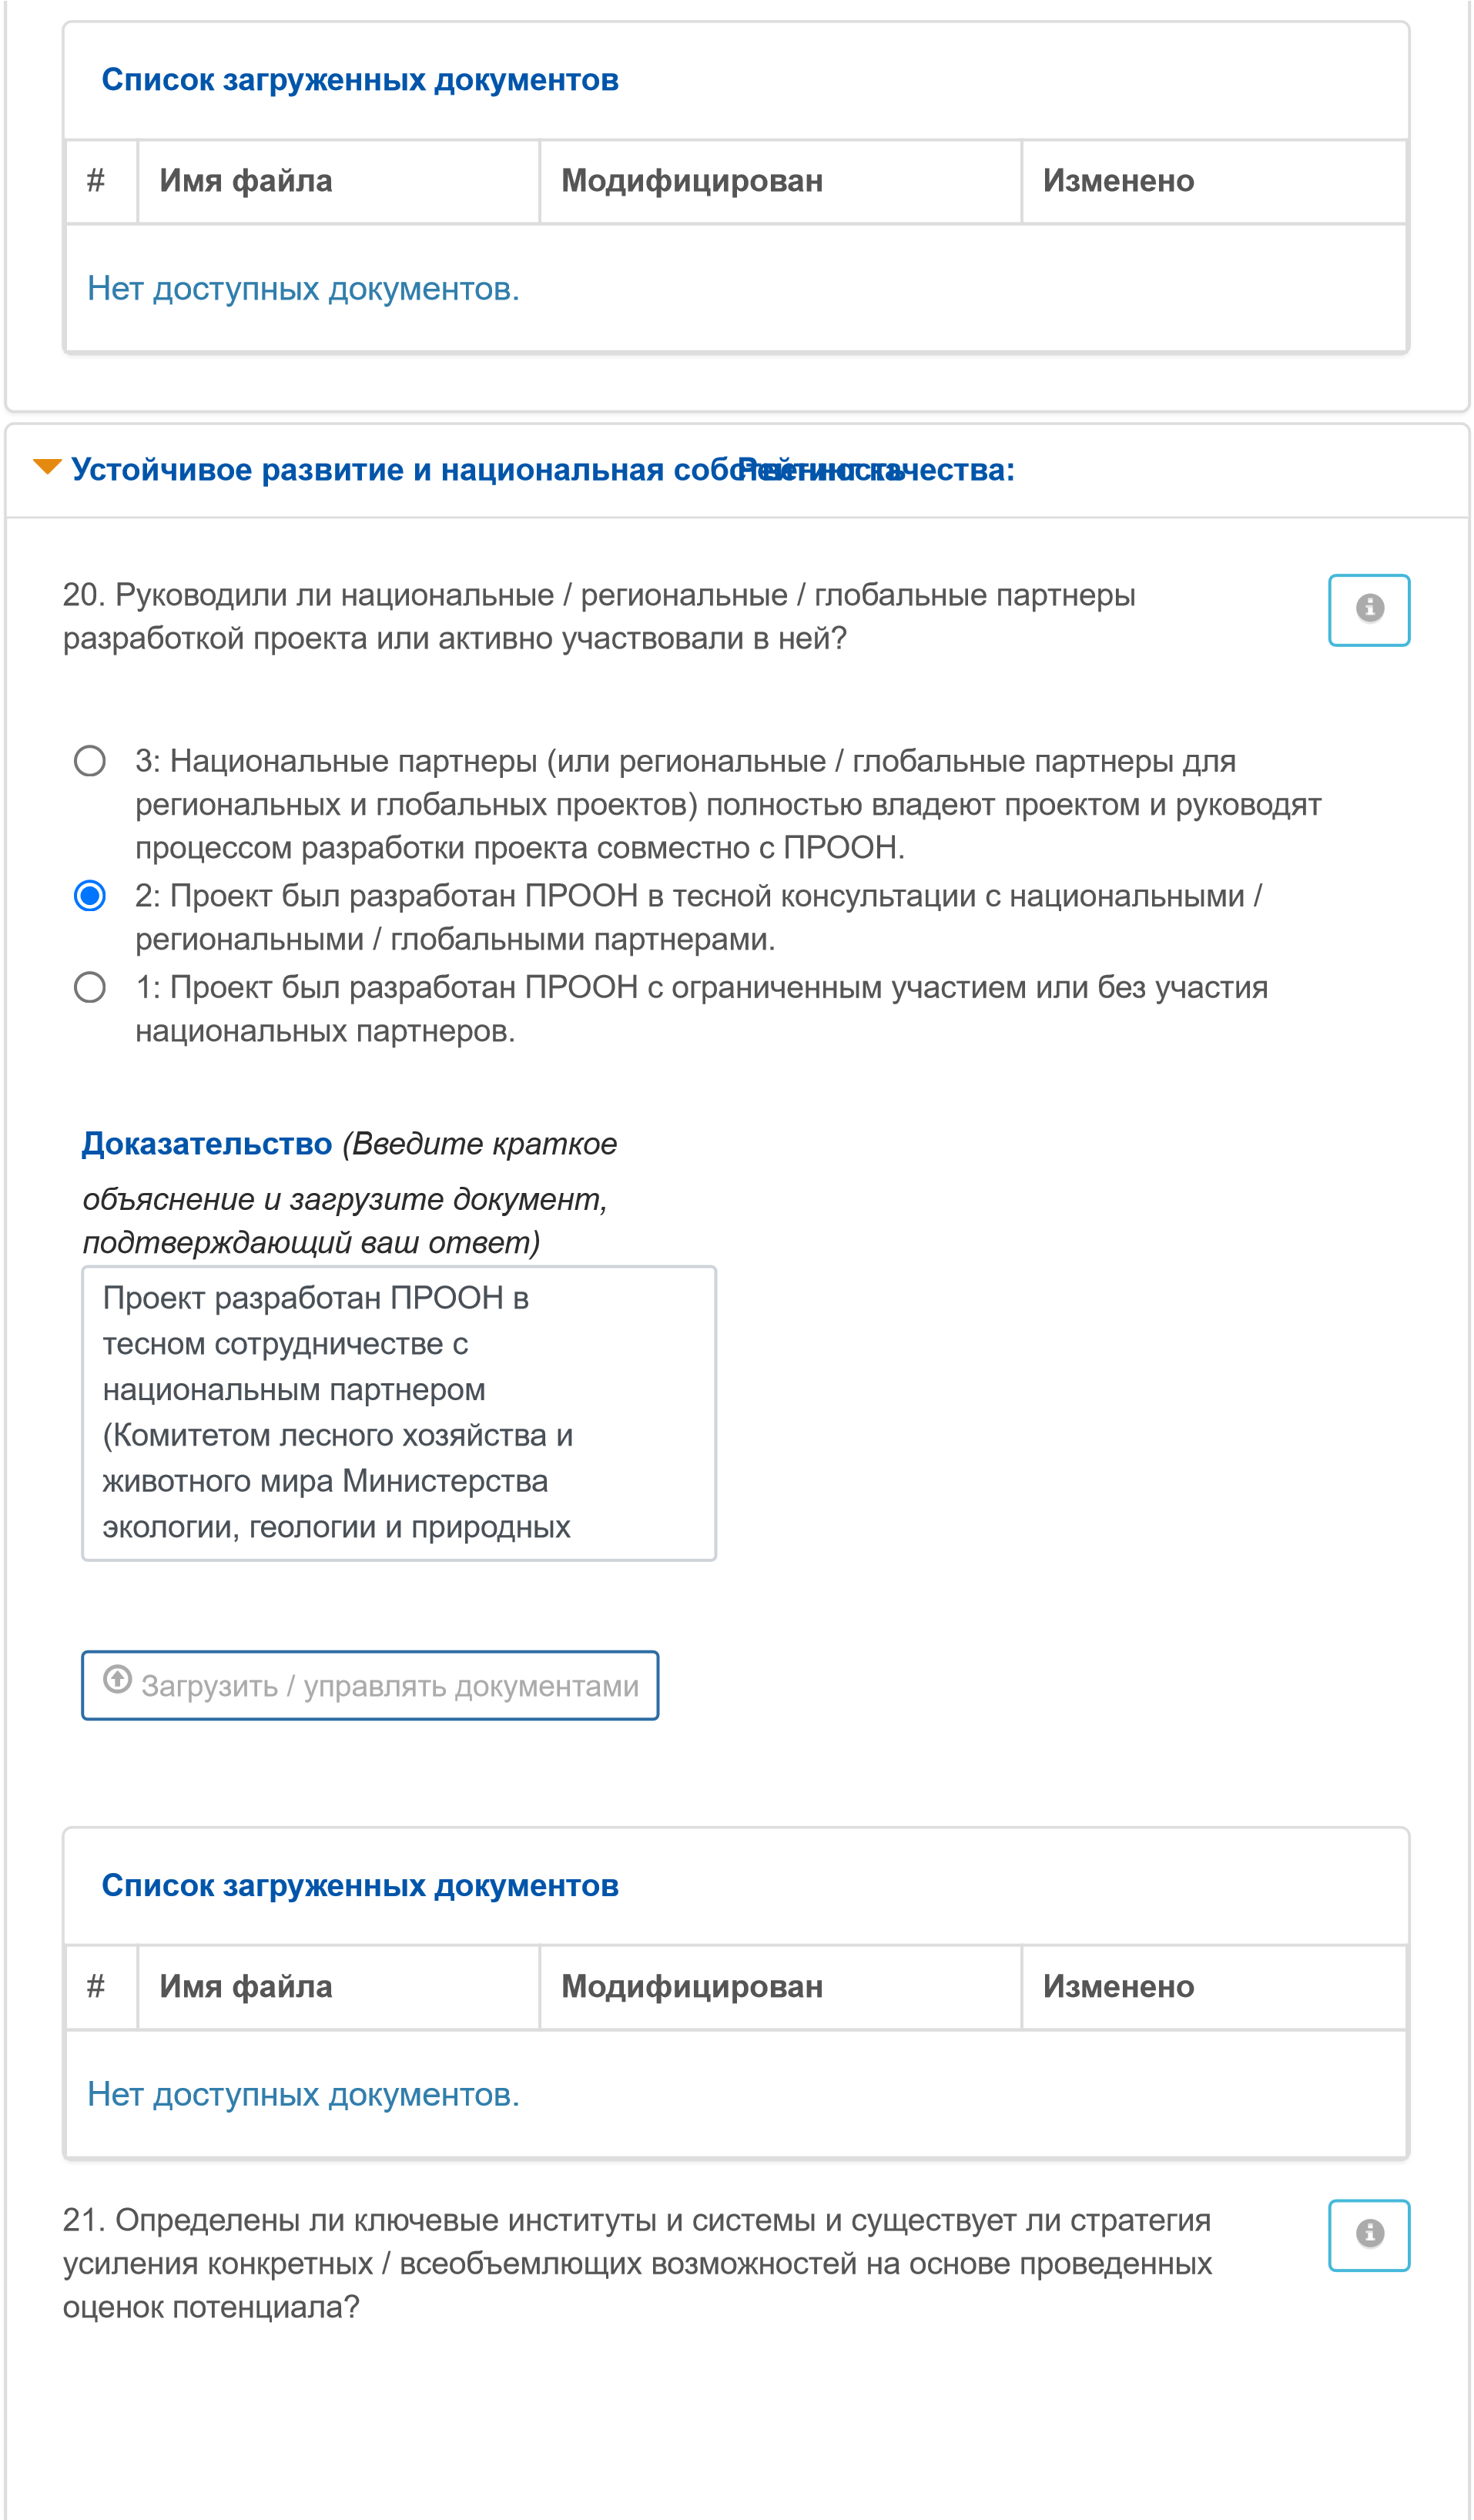 Список загруженных документов
# Имя файла Модифицирован Изменено
Нет доступных документов.
Устойчивое развитие и национальная собственность Рейтинг качества:
20. Руководили ли национальные / региональные / глобальные партнеры
разработкой проекта или активно участвовали в ней?
3: Национальные партнеры (или региональные / глобальные партнеры для
региональных и глобальных проектов) полностью владеют проектом и руководят
процессом разработки проекта совместно с ПРООН.
2: Проект был разработан ПРООН в тесной консультации с национальными /
региональными / глобальными партнерами.
1: Проект был разработан ПРООН с ограниченным участием или без участия
национальных партнеров.
Доказательство (Введите краткое
объяснение и загрузите документ,
подтверждающий ваш ответ)
Проект разработан ПРООН в
тесном сотрудничестве с
национальным партнером
(Комитетом лесного хозяйства и
животного мира Министерства
экологии, геологии и природных
Загрузить / управлять документами
Список загруженных документов
# Имя файла Модифицирован Изменено
Нет доступных документов.
21. Определены ли ключевые институты и системы и существует ли стратегия
усиления конкретных / всеобъемлющих возможностей на основе проведенных
оценок потенциала?